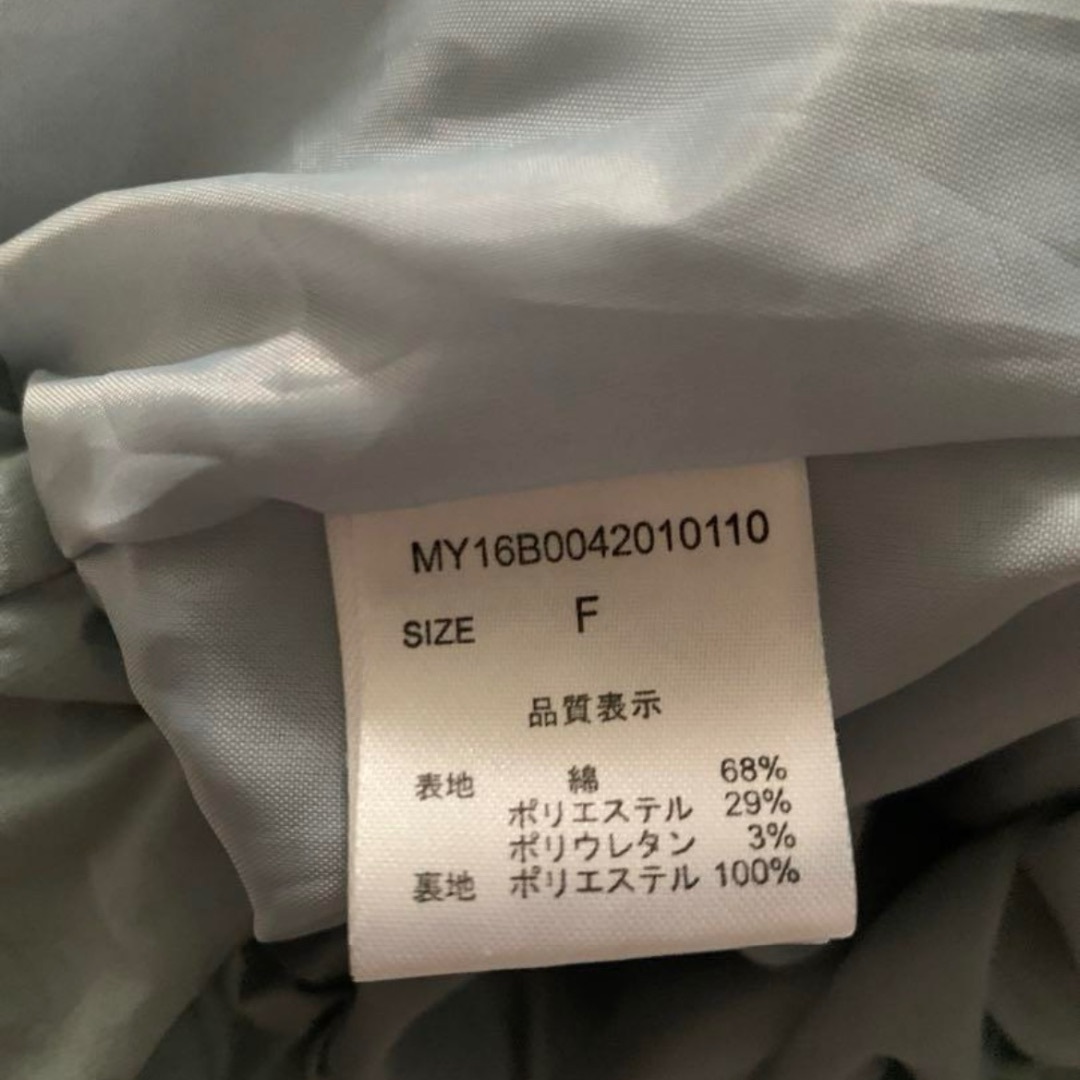 MY16B0042010110
SIZE F
品質表示
表地 綿 68%
ポリエステル 29%
ポリウレタン 3%
裏地 ポリエステル 100%